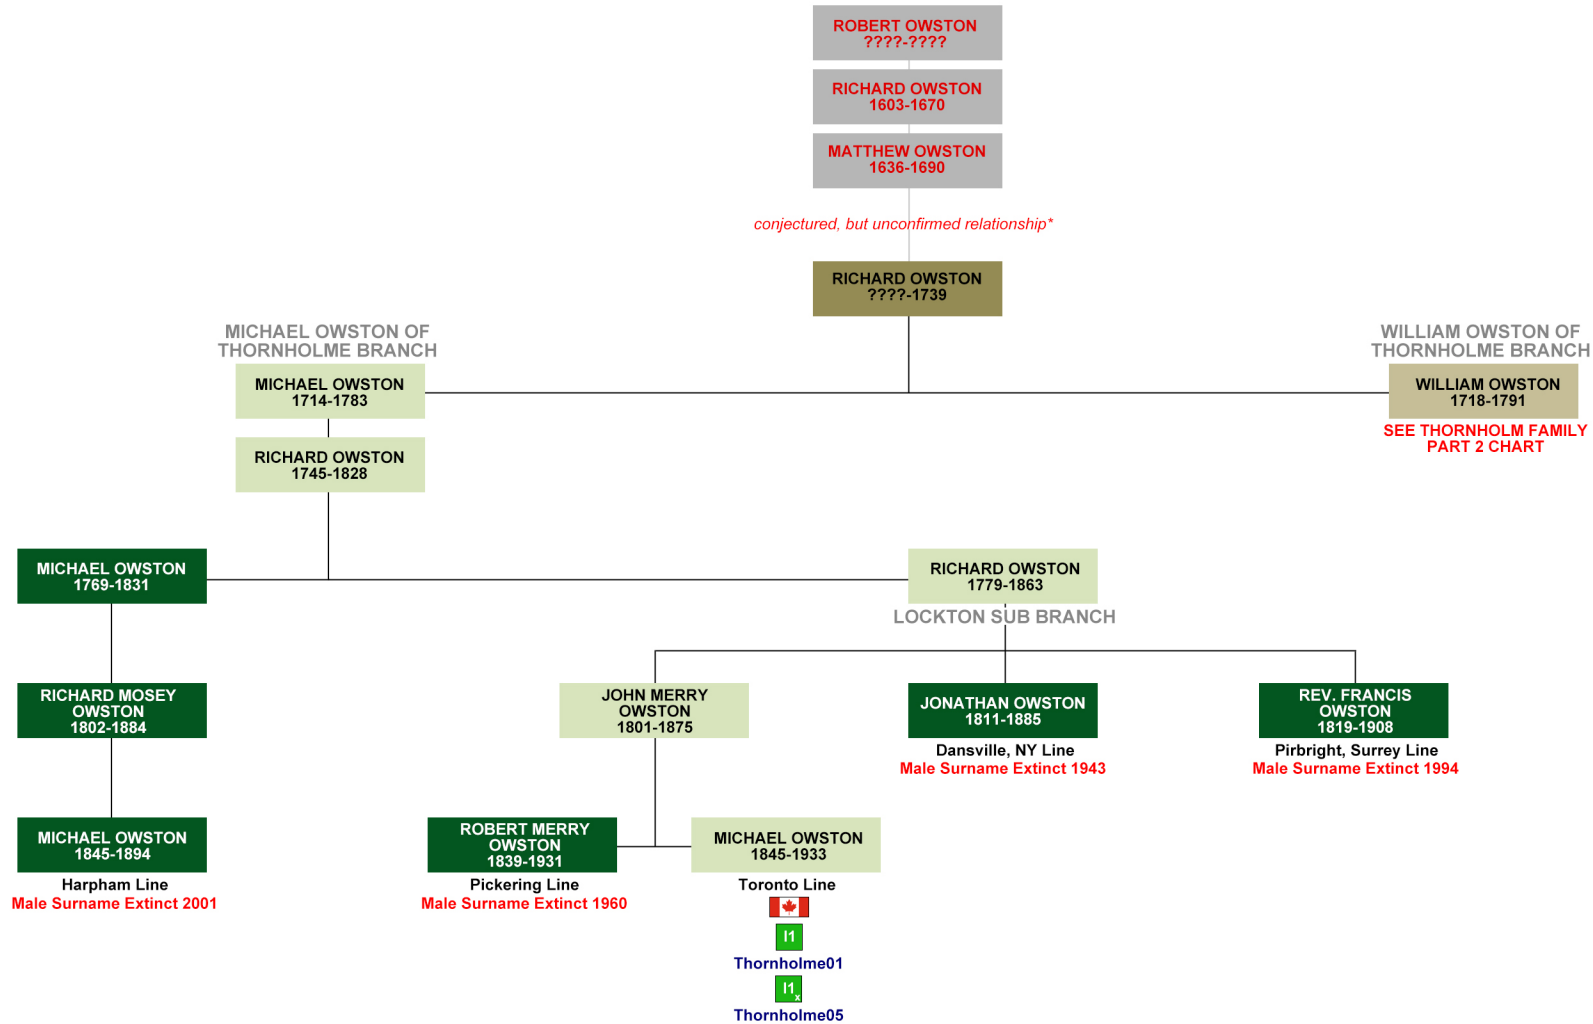 ROBERT OWSTON
????-????
RICHARD OWSTON
1603-1670
MATTHEW OWSTON
1636-1690
conjectured, but unconfirmed relationship*
RICHARD OWSTON
????-1739
MICHAEL OWSTON OF
THORNHOLME BRANCH
MICHAEL OWSTON
1714-1783
WILLIAM OWSTON OF
THORNHOLME BRANCH
WILLIAM OWSTON
1718-1791
SEE THORNHOLM FAMILY
PART 2 CHART
RICHARD OWSTON
1745-1828
MICHAEL OWSTON
1769-1831
RICHARD OWSTON
1779-1863
LOCKTON SUB BRANCH
RICHARD MOSEY
OWSTON
1802-1884
JOHN MERRY
OWSTON
1801-1875
JONATHAN OWSTON
1811-1885
Dansville, NY Line
Male Surname Extinct 1943
REV. FRANCIS
OWSTON
1819-1908
Pirbright, Surrey Line
Male Surname Extinct 1994
MICHAEL OWSTON
1845-1894
Harpham Line
Male Surname Extinct 2001
ROBERT MERRY
OWSTON
1839-1931
Pickering Line
Male Surname Extinct 1960
MICHAEL OWSTON
1845-1933
Toronto Line
I1
Thornholme01
I1x
Thornholme05